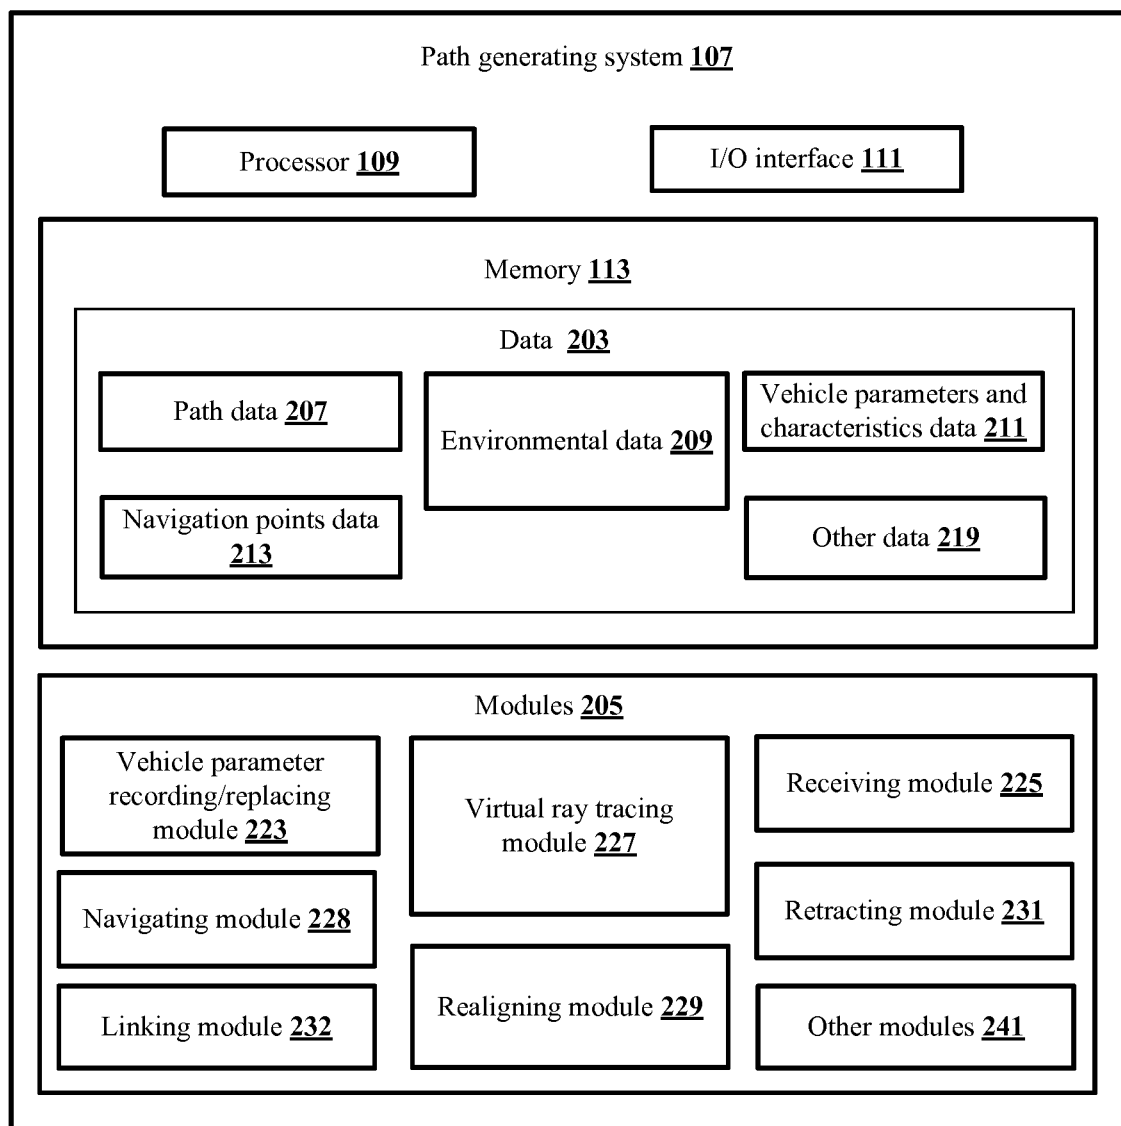 Path generating system 107
Processor 109
I/O interface 111
Memory 113
Data 203
Path data 207
Environmental data 209
Vehicle parameters and
characteristics data 211
Navigation points data
213
Other data 219
Modules 205
Vehicle parameter
recording/replacing
module 223
Virtual ray tracing
module 227
Receiving module 225
Navigating module 228
Retracting module 231
Linking module 232
Realigning module 229
Other modules 241